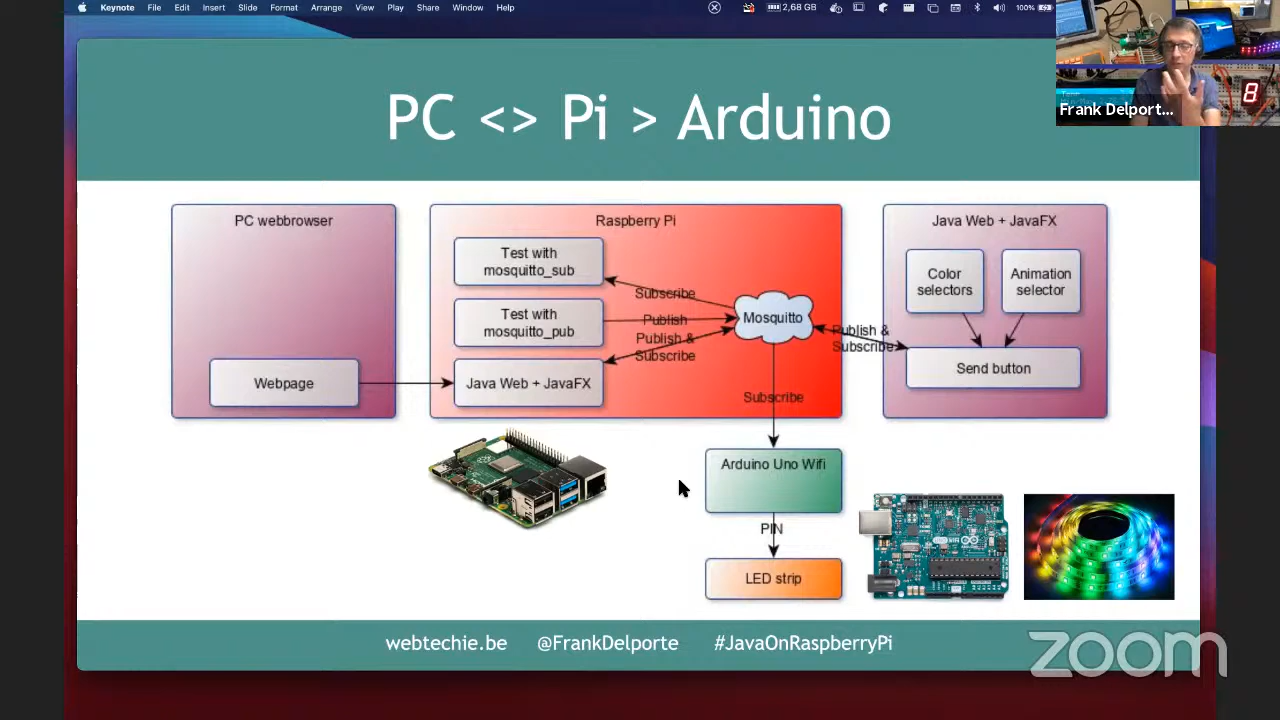 Keynote File Edit Insert Slide Format Arrange View Play Share Window Help 2,68 GB 100%
Frank Delport...
8
PC <> Pi > Arduino
PC webbrowser
Webpage
Raspberry Pi
Test with
mosquitto_sub
Test with
mosquitto_pub
Java Web + JavaFX
Subscribe
Publish
Publish &
Subscribe
Mosquitto
Subscribe
Publish &
Subscribe
Java Web + JavaFX
Color
selectors
Animation
selector
Send button
Arduino Uno Wifi
PIN
LED strip
webtechie.be @FrankDelporte #JavaOnRaspberryPi
zoom